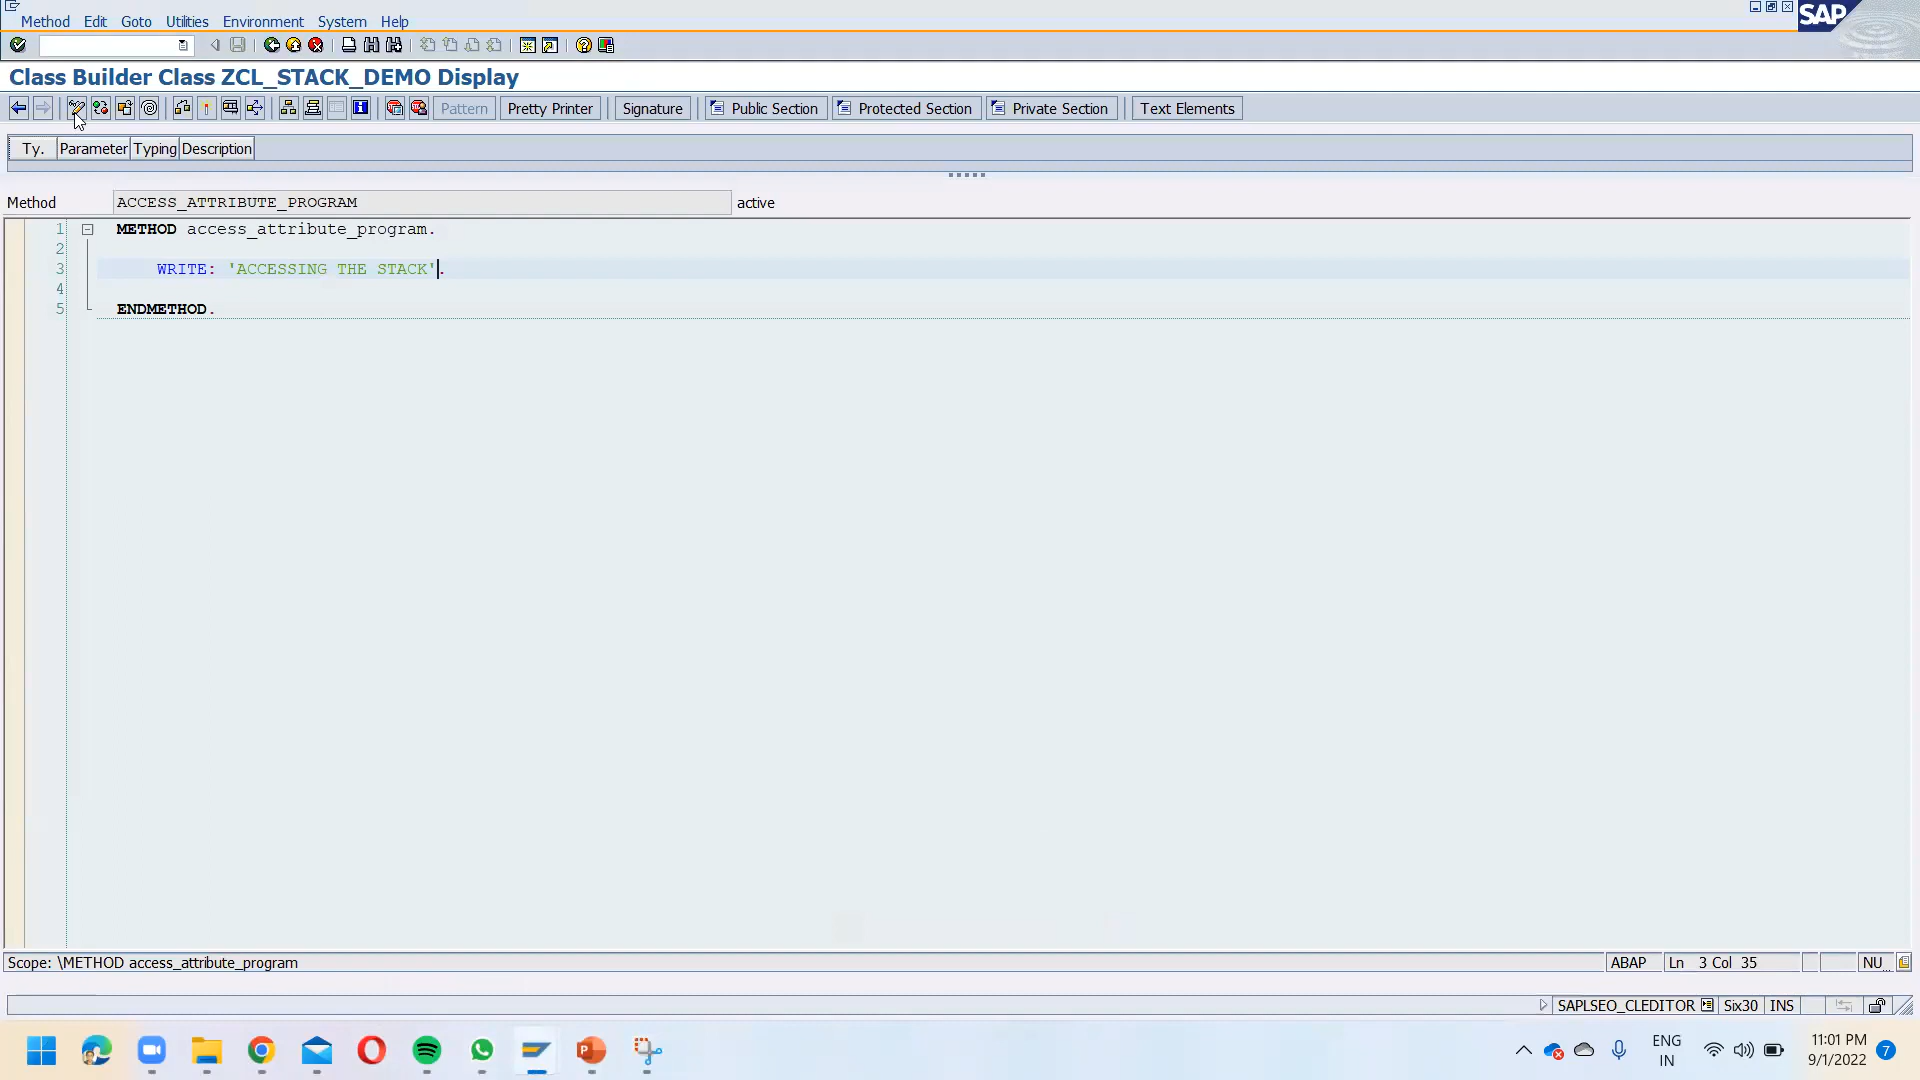 Method Edit Goto Utilities Environment System Help
SAP
Class Builder Class ZCL_STACK_DEMO Display
Pattern Pretty Printer Signature Public Section Protected Section Private Section Text Elements
Ty. Parameter Typing Description
Method ACCESS_ATTRIBUTE_PROGRAM active
1 METHOD access_attribute_program.
2
3 WRITE: 'ACCESSING THE STACK'.
4
5 ENDMETHOD.
Scope: \METHOD access_attribute_program ABAP Ln 3 Col 35 NU...
SAPLSEO_CLEDITOR Six30 INS
ENG
IN
11:01 PM
9/1/2022
7